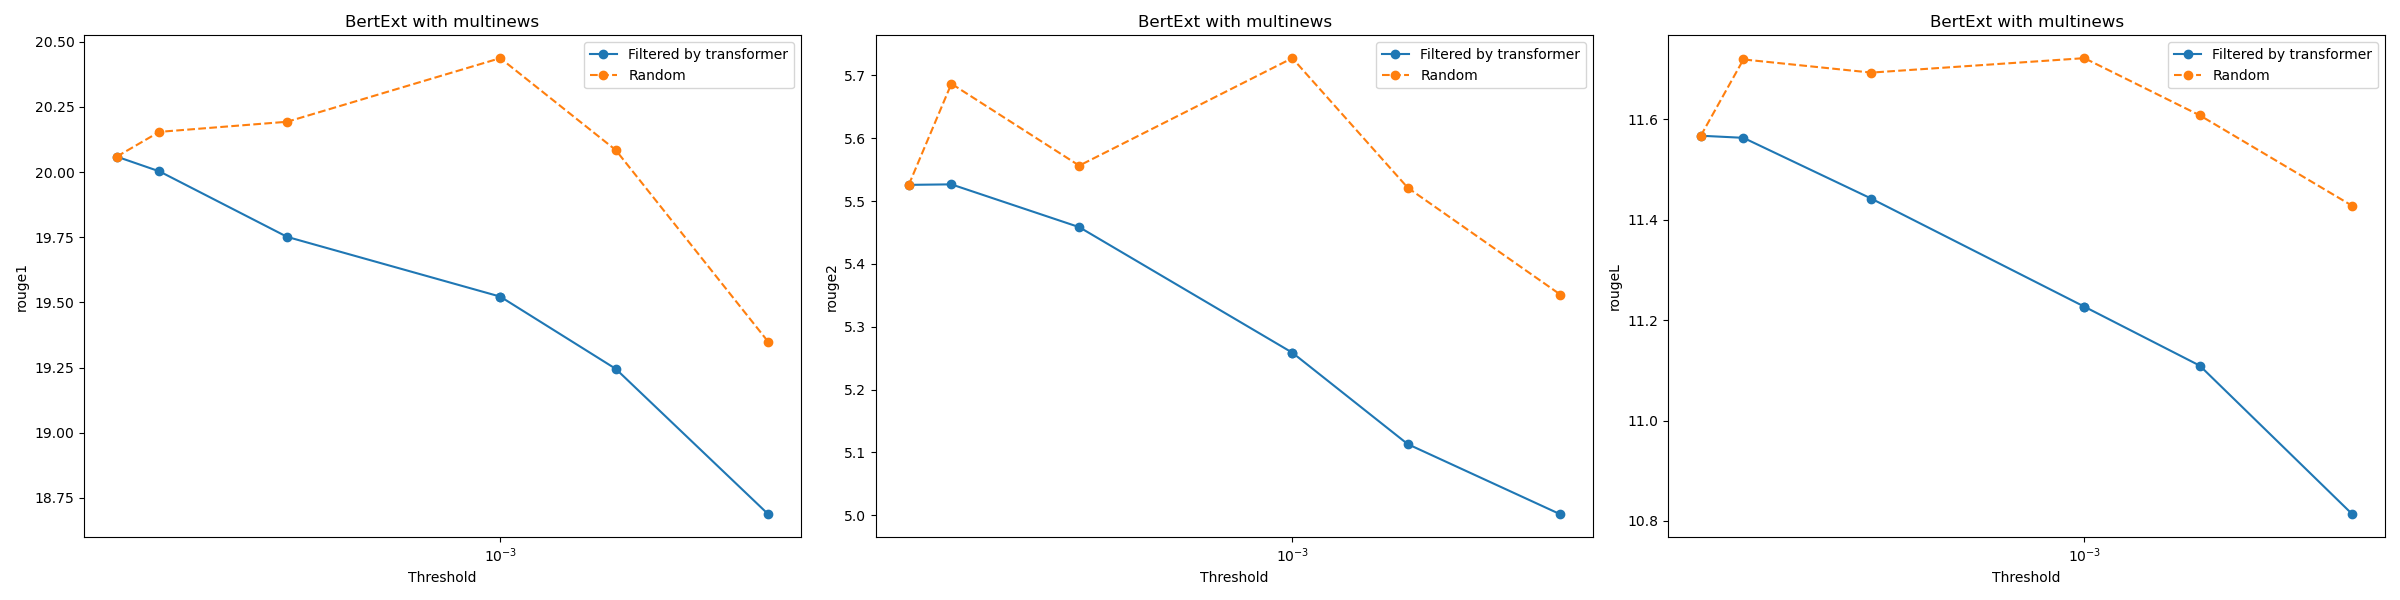 BertExt with multinews
Filtered by transformer
Random
20.50
20.25
20.00
19.75
19.50
19.25
19.00
18.75
rouge1
10⁻³
Threshold
BertExt with multinews
Filtered by transformer
Random
5.7
5.6
5.5
5.4
5.3
5.2
5.1
5.0
rouge2
10⁻³
Threshold
BertExt with multinews
Filtered by transformer
Random
11.6
11.4
11.2
11.0
10.8
rougeL
10⁻³
Threshold